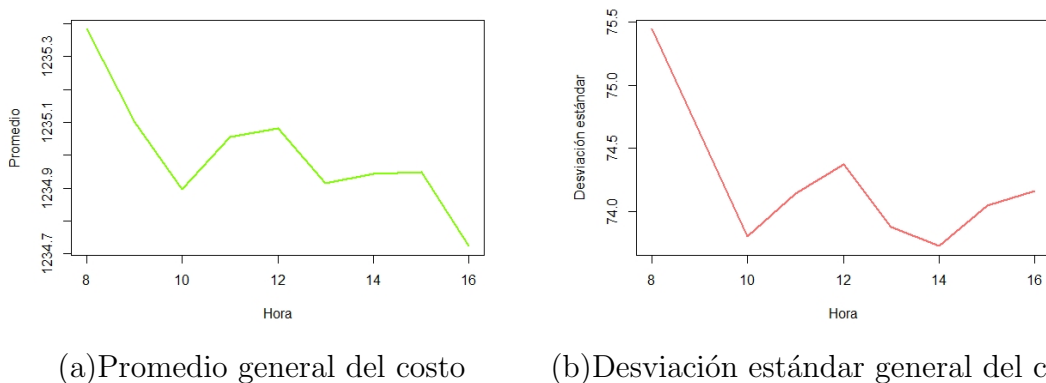 Promedio
1235.3
1235.1
1234.9
1234.7
8 10 12 14 16
Hora
(a)Promedio general del costo
Desviación estándar
75.5
75.0
74.5
74.0
8 10 12 14 16
Hora
(b)Desviación estándar general del c